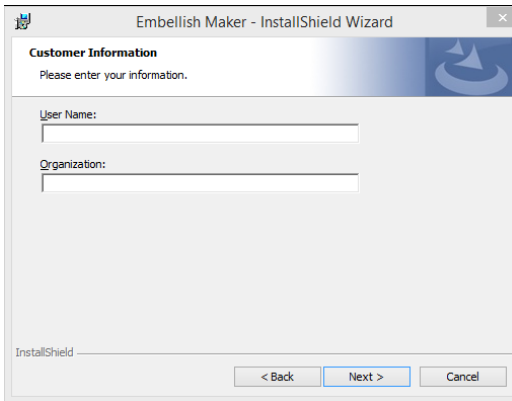 Embellish Maker - InstallShield Wizard
Customer Information
Please enter your information.
User Name:
Organization:
InstallShield
< Back Next > Cancel